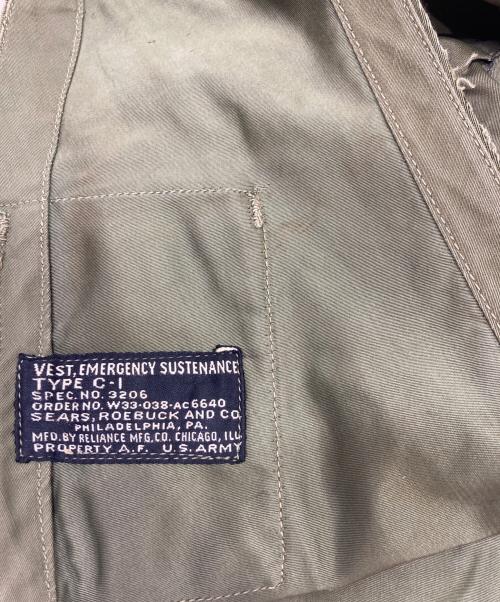 VEST, EMERGENCY SUSTENANCE
TYPE C-1
SPEC. NO. 3206
ORDER NO. W33-038-AC6640
SEARS, ROEBUCK AND CO.
PHILADELPHIA, PA.
MFD. BY RELIANCE MFG. CO. CHICAGO, ILL.
PROPERTY A.F. U.S. ARMY